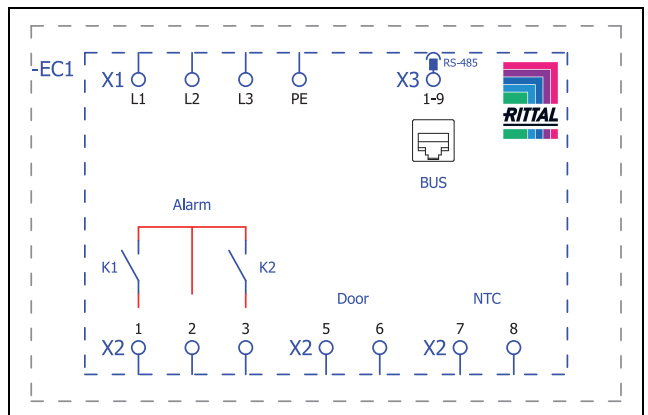 -EC1
X1
L1
L2
L3
PE
X3
RS-485
1-9
RITTAL
BUS
Alarm
K1
K2
Door
NTC
X2
1
2
3
X2
5
6
X2
7
8